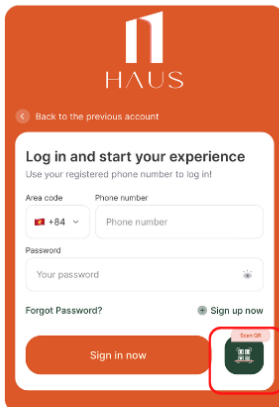 HAUS
Back to the previous account
Log in and start your experience
Use your registered phone number to log in!
Area code Phone number
+84 Phone number
Password
Your password
Forgot Password? Sign up now
Scan QR
Sign in now